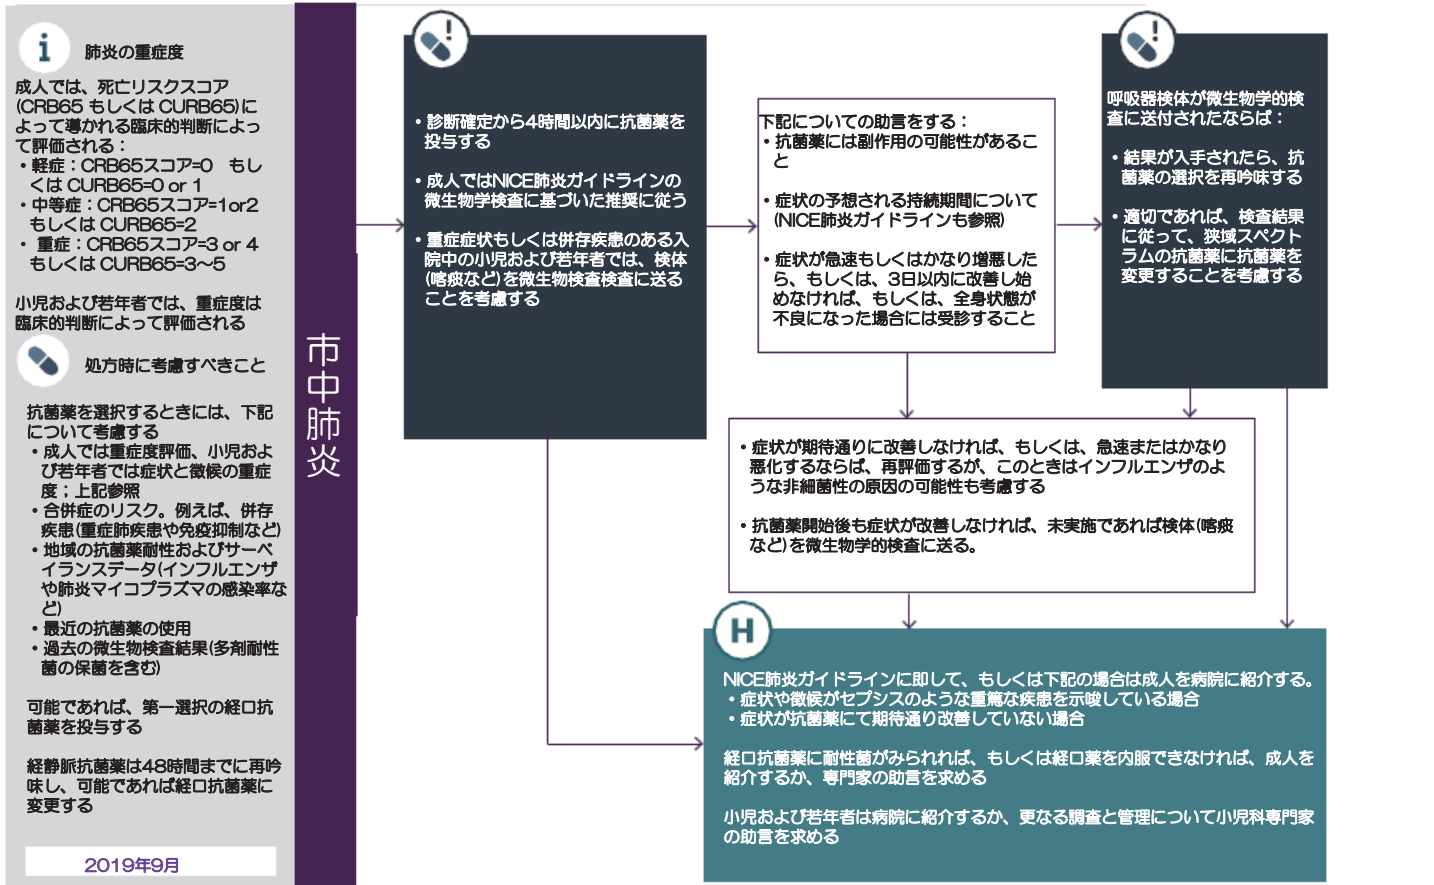 i
肺炎の重症度
成人では、死亡リスクスコア
(CRB65 もしくは CURB65)に
よって導かれる臨床的判断によっ
て評価される：
・軽症：CRB65スコア=0　もし
くは CURB65=0 or 1
・中等症：CRB65スコア=1or2
もしくは CURB65=2
・ 重症：CRB65スコア=3 or 4
もしくは CURB65=3～5
小児および若年者では、重症度は
臨床的判断によって評価される
処方時に考慮すべきこと
抗菌薬を選択するときには、下記
について考慮する
・成人では重症度評価、小児およ
び若年者では症状と徴候の重症
度；上記参照
・合併症のリスク。例えば、併存
疾患(重症肺疾患や免疫抑制など)
・地域の抗菌薬耐性およびサーベ
イランスデータ(インフルエンザ
や肺炎マイコプラズマの感染率な
ど)
・最近の抗菌薬の使用
・過去の微生物検査結果(多剤耐性
菌の保菌を含む)
可能であれば、第一選択の経口抗
菌薬を投与する
経静脈抗菌薬は48時間までに再吟
味し、可能であれば経口抗菌薬に
変更する
2019年9月
市中肺炎
!
・診断確定から4時間以内に抗菌薬を
投与する
・成人ではNICE肺炎ガイドラインの
微生物学検査に基づいた推奨に従う
・重症症状もしくは併存疾患のある入
院中の小児および若年者では、検体
(喀痰など)を微生物検査検査に送る
ことを考慮する
下記についての助言をする：
・抗菌薬には副作用の可能性があるこ
と
・症状の予想される持続期間について
(NICE肺炎ガイドラインも参照)
・症状が急速もしくはかなり増悪した
ら、もしくは、3日以内に改善し始
めなければ、もしくは、全身状態が
不良になった場合には受診すること
!
呼吸器検体が微生物学的検
査に送付されたならば：
・結果が入手されたら、抗
菌薬の選択を再吟味する
・適切であれば、検査結果
に従って、狭域スペクト
ラムの抗菌薬に抗菌薬を
変更することを考慮する
・症状が期待通りに改善しなければ、もしくは、急速またはかなり
悪化するならば、再評価するが、このときはインフルエンザのよ
うな非細菌性の原因の可能性も考慮する
・抗菌薬開始後も症状が改善しなければ、未実施であれば検体(喀痰
など)を微生物学的検査に送る。
H
NICE肺炎ガイドラインに即して、もしくは下記の場合は成人を病院に紹介する。
・症状や徴候がセプシスのような重篤な疾患を示唆している場合
・症状が抗菌薬にて期待通り改善していない場合
経口抗菌薬に耐性菌がみられれば、もしくは経口薬を内服できなければ、成人を
紹介するか、専門家の助言を求める
小児および若年者は病院に紹介するか、更なる調査と管理について小児科専門家
の助言を求める